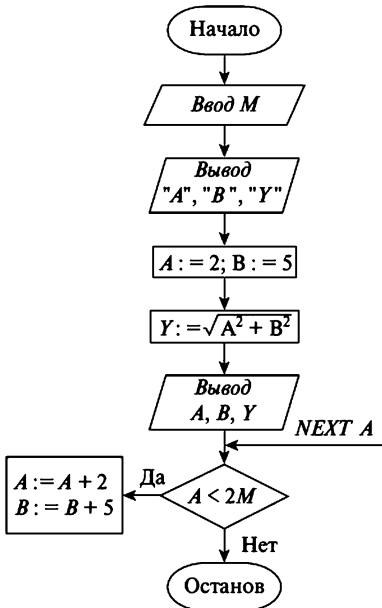 Начало
Ввод M
Вывод
"A", "B", "Y"
A : = 2; B : = 5
Y : = √A² + B²
Вывод
A, B, Y
NEXT A
A := A + 2
B := B + 5
Да
A < 2M
Нет
Останов